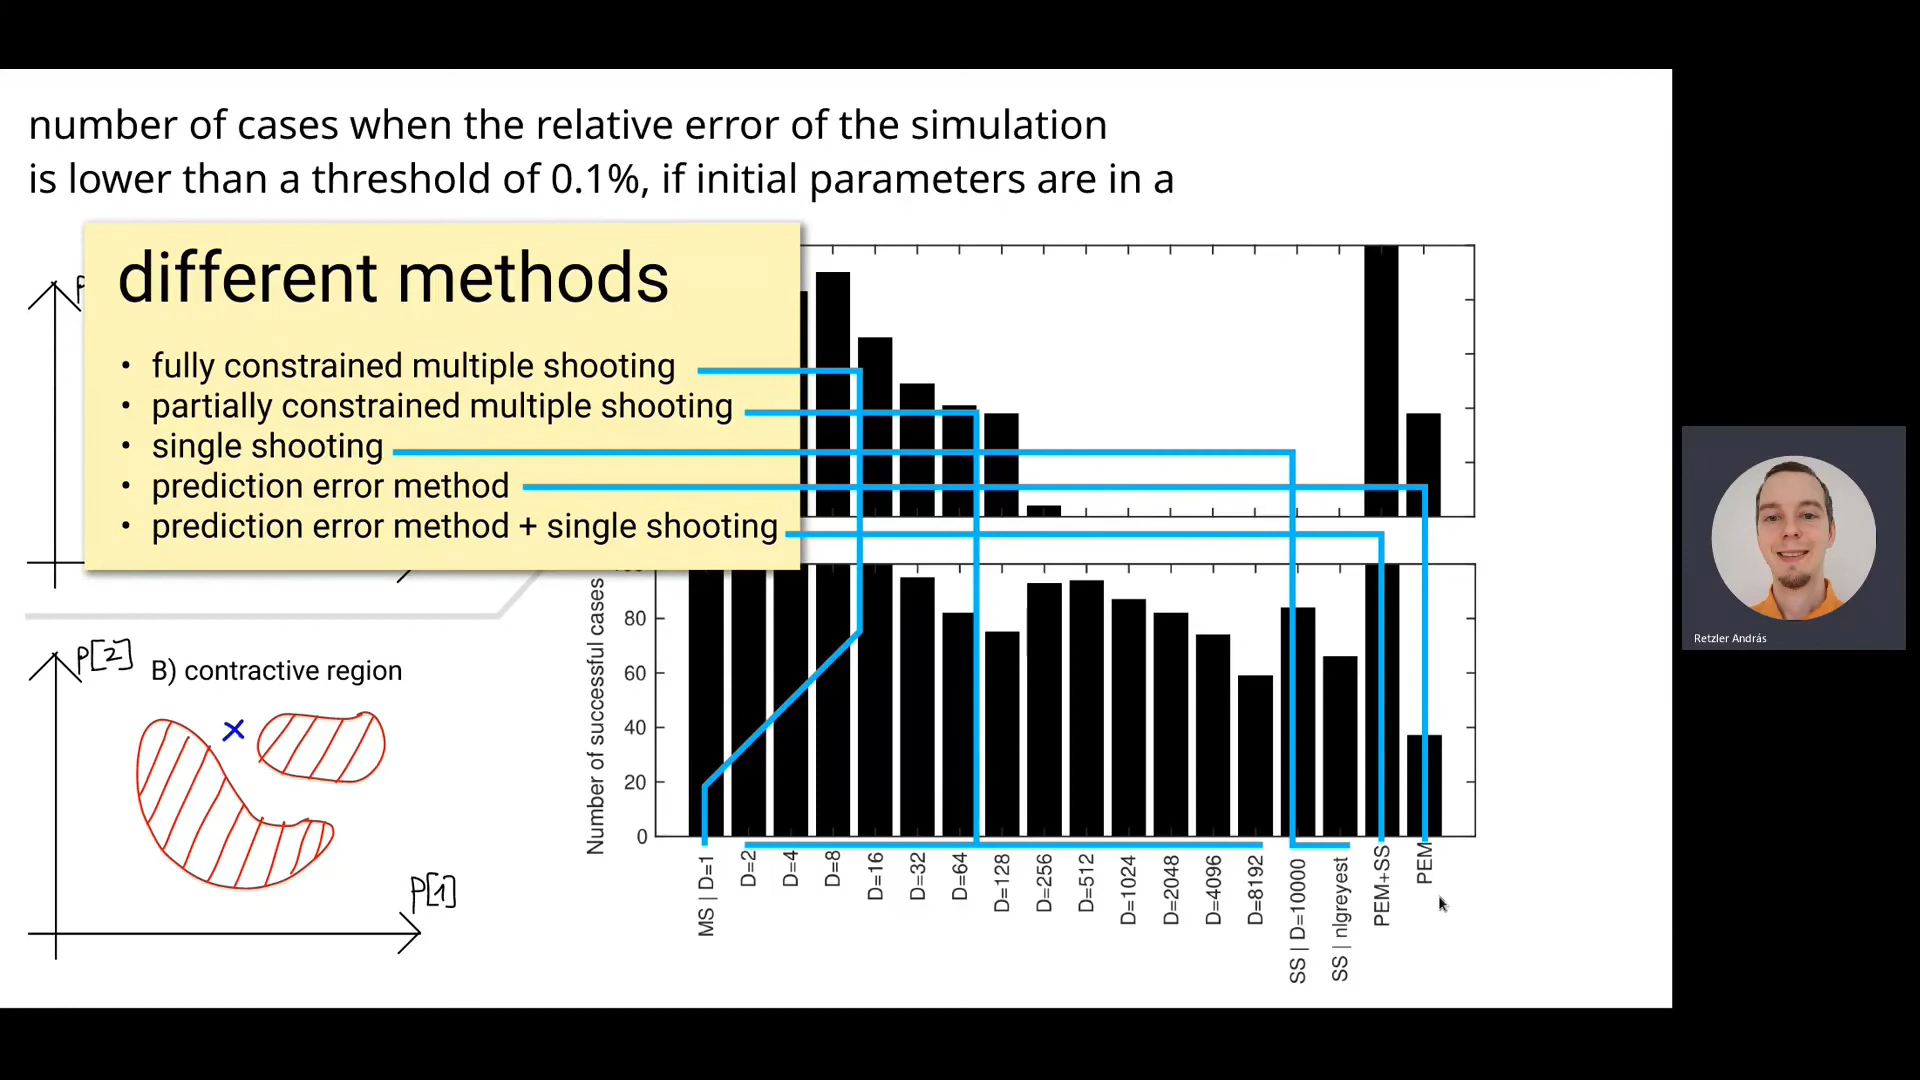 number of cases when the relative error of the simulation
is lower than a threshold of 0.1%, if initial parameters are in a
different methods
• fully constrained multiple shooting
• partially constrained multiple shooting
• single shooting
• prediction error method
• prediction error method + single shooting
P[2]
B) contractive region
P[1]
Number of successful cases
80
60
40
20
0
MS | D=1
D=2
D=4
D=8
D=16
D=32
D=64
D=128
D=256
D=512
D=1024
D=2048
D=4096
D=8192
SS | D=10000
SS | nlgreyest
PEM+SS
PEM
Retzler András